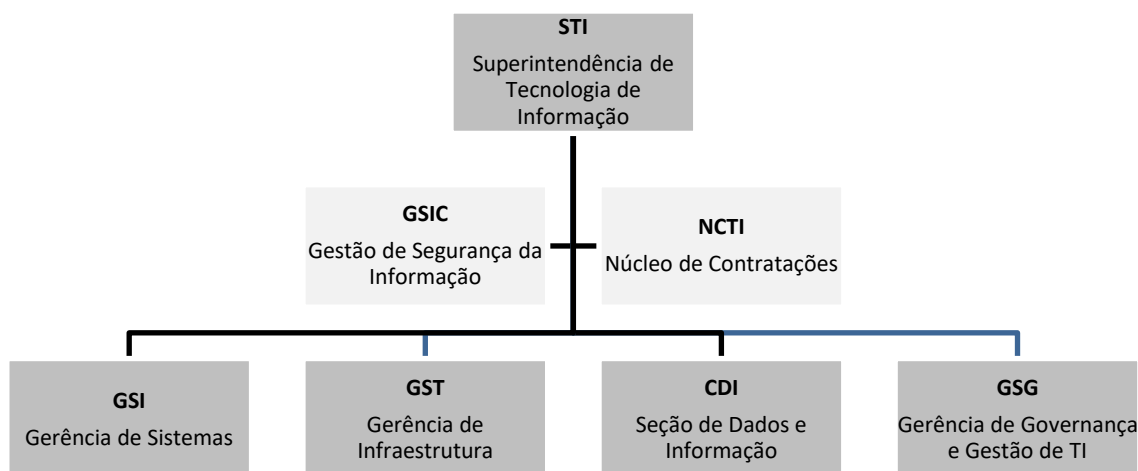 STI
Superintendência de
Tecnologia de
Informação
GSIC
Gestão de Segurança da
Informação
NCTI
Núcleo de Contratações
GSI
Gerência de Sistemas
GST
Gerência de
Infraestrutura
CDI
Seção de Dados e
Informação
GSG
Gerência de Governança
e Gestão de TI